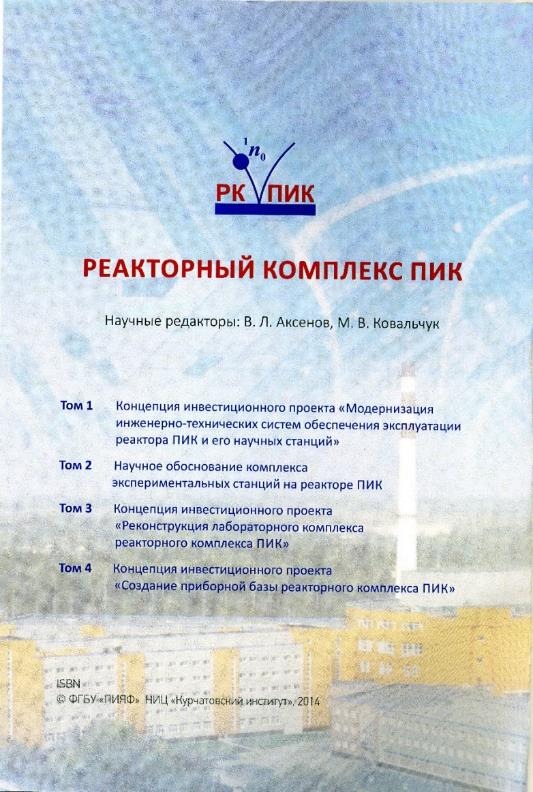 ¹n₀
РК ПИК
РЕАКТОРНЫЙ КОМПЛЕКС ПИК
Научные редакторы: В. Л. Аксенов, М. В. Ковальчук
Том 1 Концепция инвестиционного проекта «Модернизация
инженерно-технических систем обеспечения эксплуатации
реактора ПИК и его научных станций»
Том 2 Научное обоснование комплекса
экспериментальных станций на реакторе ПИК
Том 3 Концепция инвестиционного проекта
«Реконструкция лабораторного комплекса
реакторного комплекса ПИК»
Том 4 Концепция инвестиционного проекта
«Создание приборной базы реакторного комплекса ПИК»
ISBN
© ФГБУ «ПИЯФ» НИЦ «Курчатовский институт», 2014